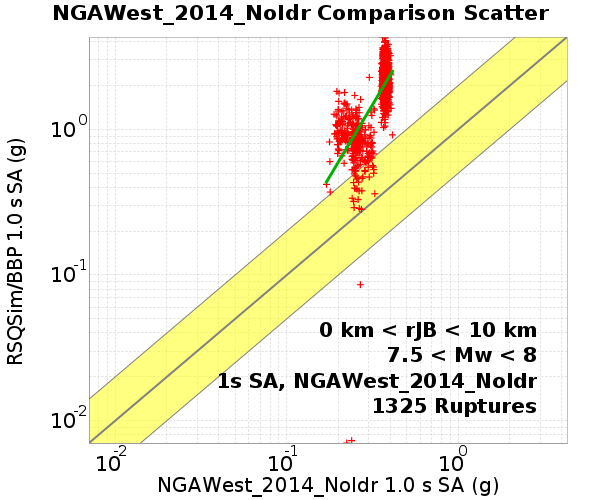 NGAWest_2014_NoIdr Comparison Scatter
RSQSim/BBP 1.0 s SA (g)
10^0
10^-1
10^-2
0 km < rJB < 10 km
7.5 < Mw < 8
1s SA, NGAWest_2014_NoIdr
1325 Ruptures
10^-2 10^-1 10^0
NGAWest_2014_NoIdr 1.0 s SA (g)